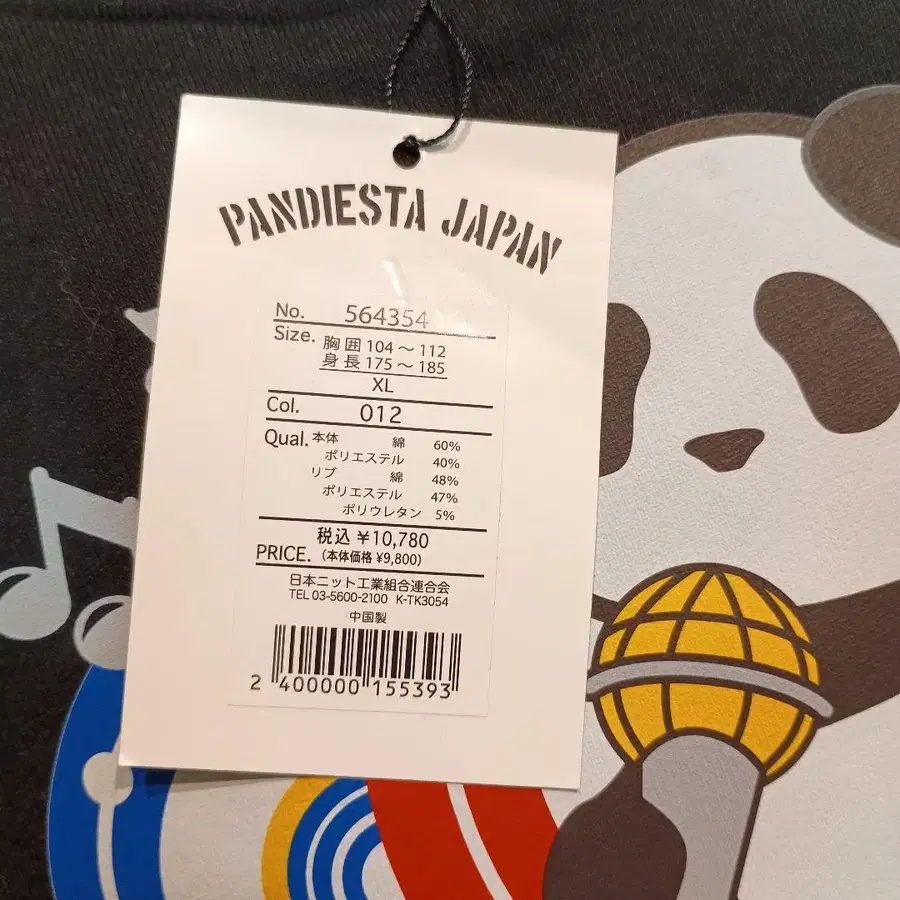 PANDIESTA JAPAN
No. 564354
Size. 胸囲 104～112
身長 175～185
XL
Col. 012
Qual. 本体 綿 60%
ポリエステル 40%
リブ 綿 48%
ポリエステル 47%
ポリウレタン 5%
税込 ¥10,780
PRICE. (本体価格 ¥9,800)
日本ニット工業組合連合会
TEL 03-5600-2100 K-TK3054
中国製
2 400000 155393